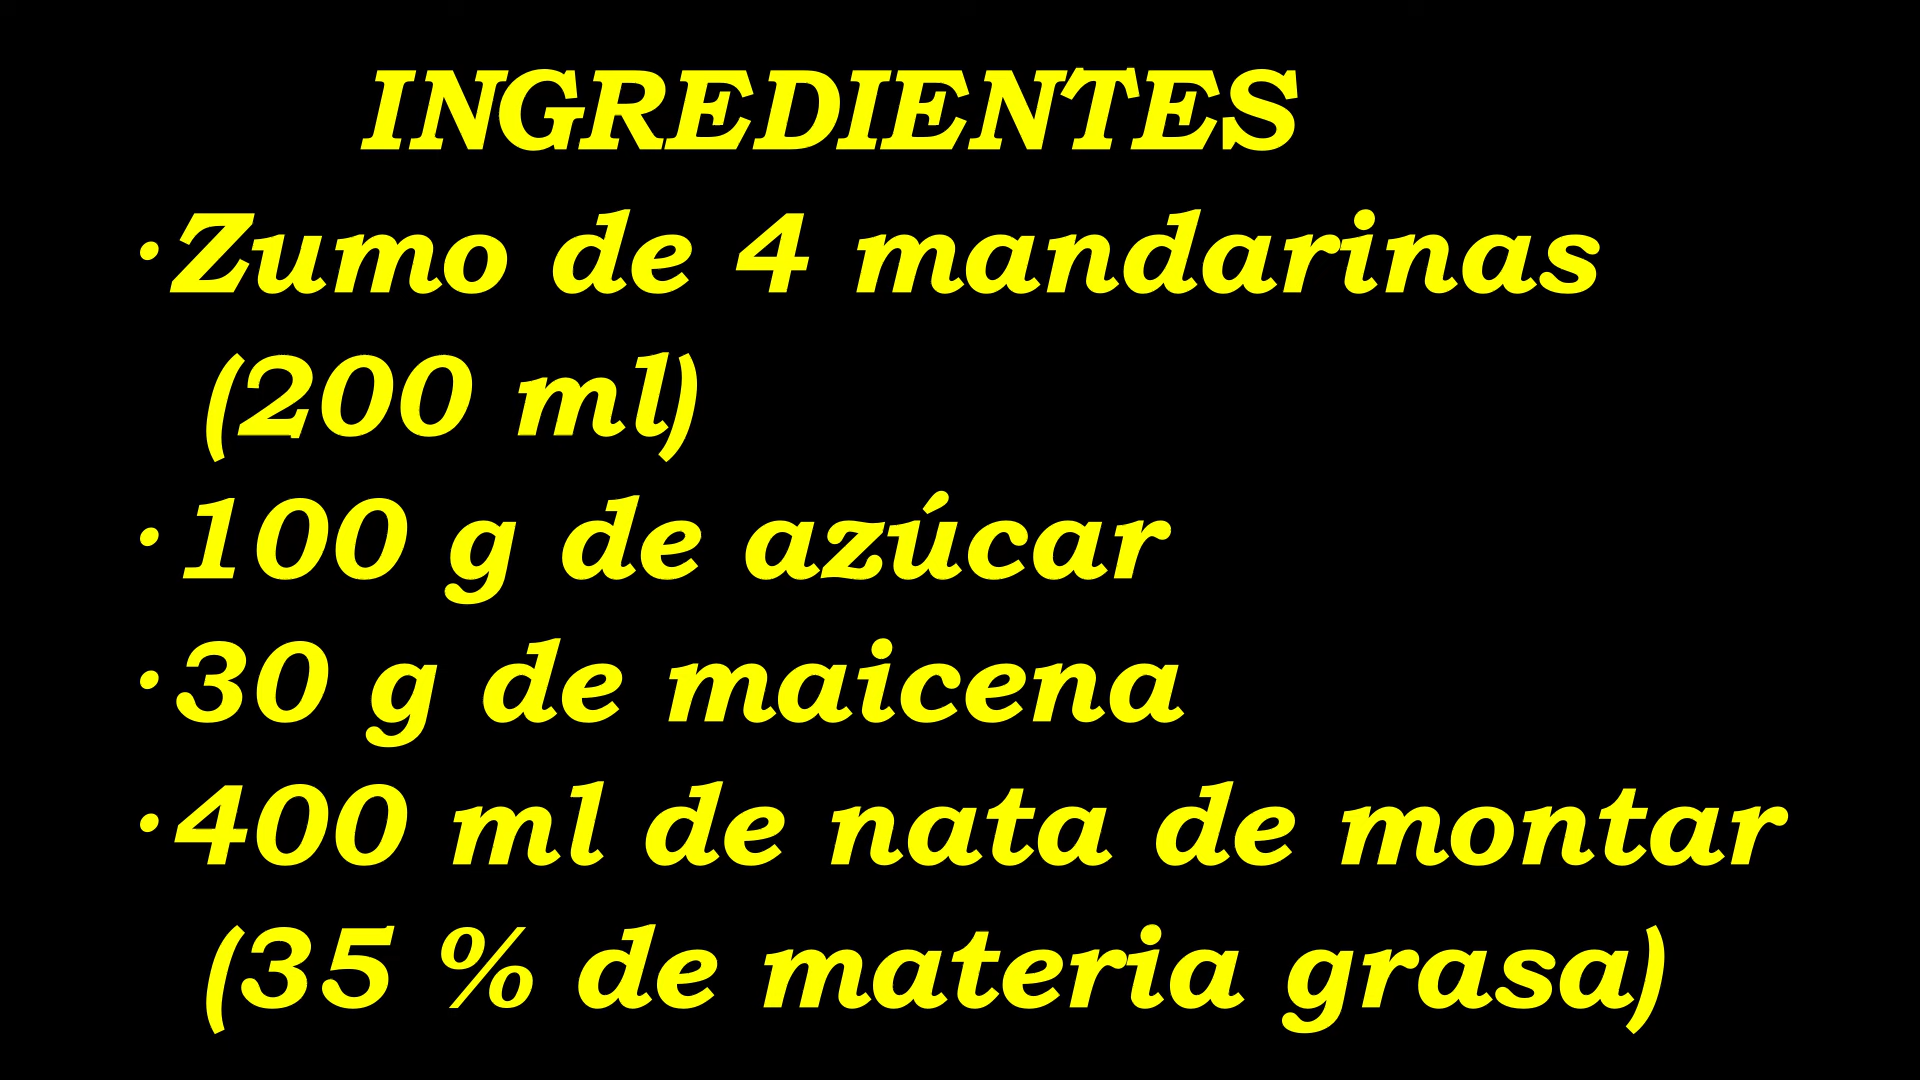 INGREDIENTES
•Zumo de 4 mandarinas
(200 ml)
•100 g de azúcar
•30 g de maicena
•400 ml de nata de montar
(35 % de materia grasa)